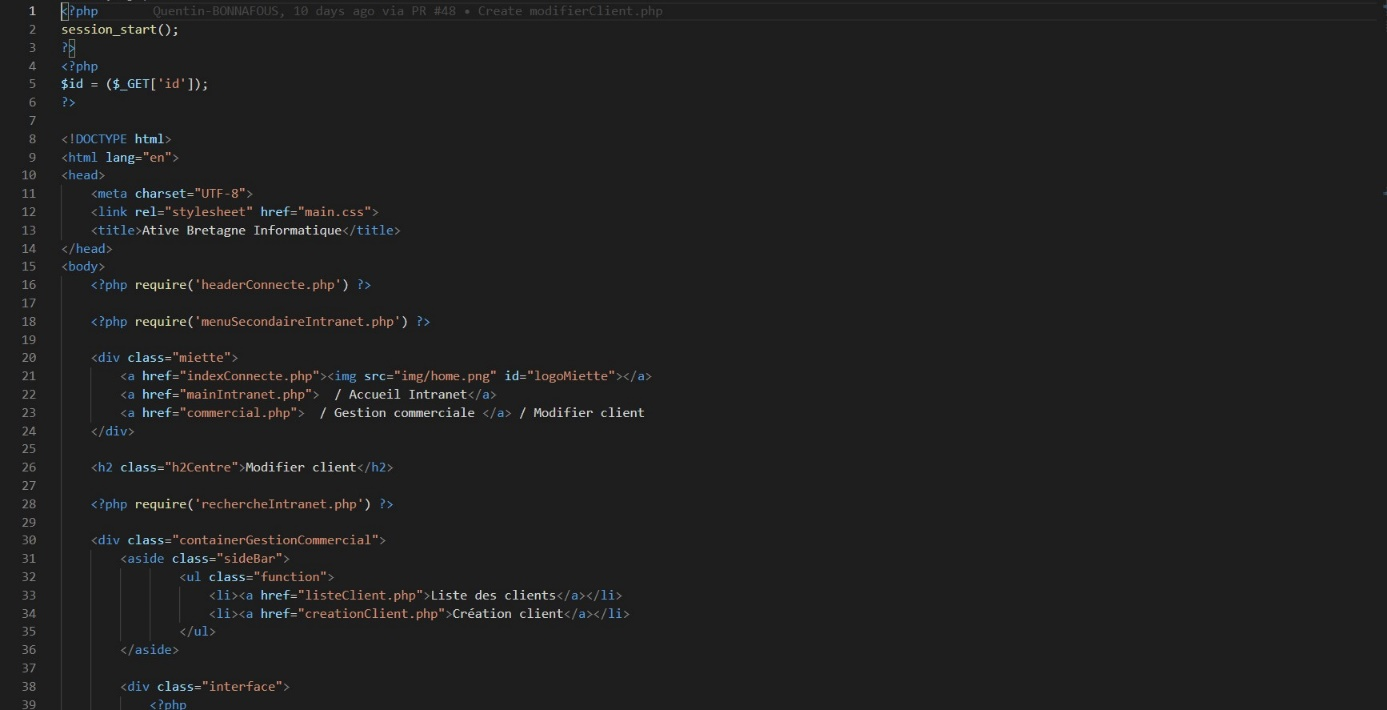 1 <?php Quentin-BONNAFOUS, 10 days ago via PR #48 • Create modifierClient.php
2 session_start();
3 ?>
4 <?php
5 $id = ($_GET['id']);
6 ?>
7
8 <!DOCTYPE html>
9 <html lang="en">
10 <head>
11 <meta charset="UTF-8">
12 <link rel="stylesheet" href="main.css">
13 <title>Ative Bretagne Informatique</title>
14 </head>
15 <body>
16 <?php require('headerConnecte.php') ?>
17
18 <?php require('menuSecondaireIntranet.php') ?>
19
20 <div class="miette">
21 <a href="indexConnecte.php"><img src="img/home.png" id="logoMiette"></a>
22 <a href="mainIntranet.php">  / Accueil Intranet</a>
23 <a href="commercial.php">  / Gestion commerciale </a> / Modifier client
24 </div>
25
26 <h2 class="h2Centre">Modifier client</h2>
27
28 <?php require('rechercheIntranet.php') ?>
29
30 <div class="containerGestionCommercial">
31 <aside class="sideBar">
32 <ul class="function">
33 <li><a href="listeClient.php">Liste des clients</a></li>
34 <li><a href="creationClient.php">Création client</a></li>
35 </ul>
36 </aside>
37
38 <div class="interface">
39 <?php